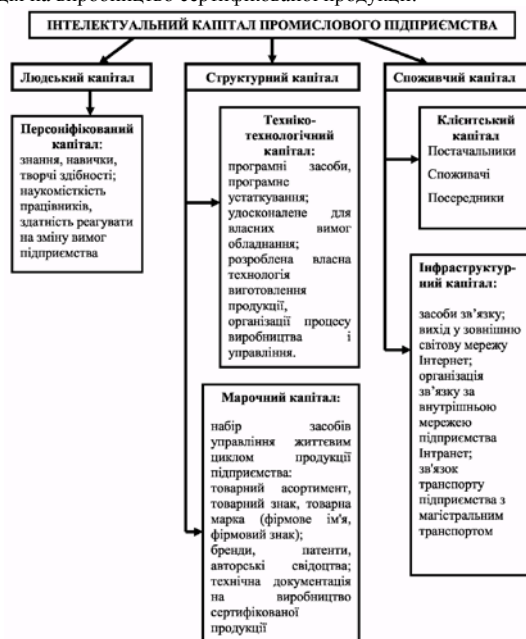 на виробництво сертифікованої продукції.
ІНТЕЛЕКТУАЛЬНИЙ КАПІТАЛ ПРОМИСЛОВОГО ПІДПРИЄМСТВА
Людський капітал
Персоніфікований
капітал:
знання, навички,
творчі здібності;
наукомісткість
працівників,
здатність реагувати
на зміну вимог
підприємства
Структурний капітал
Техніко-
технологічний
капітал:
програмні засоби,
програмне
устаткування;
удосконалене для
власних вимог
обладнання;
розроблена власна
технологія
виготовлення
продукції,
організації процесу
виробництва і
управління.
Марочний капітал:
набір засобів
управління життєвим
циклом продукції
підприємства:
товарний асортимент,
товарний знак, товарна
марка (фірмове ім'я,
фірмовий знак);
бренди, патенти,
авторські свідоцтва;
технічна документація
на виробництво
сертифікованої
продукції
Споживчий капітал
Клієнтський
капітал
Постачальники
Споживачі
Посередники
Інфраструктур-
ний капітал:
засоби зв’язку;
вихід у зовнішню
світову мережу
Інтернет;
організація
зв’язку за
внутрішньою
мережею
підприємства
Інтранет;
зв'язок
транспорту
підприємства з
магістральним
транспортом